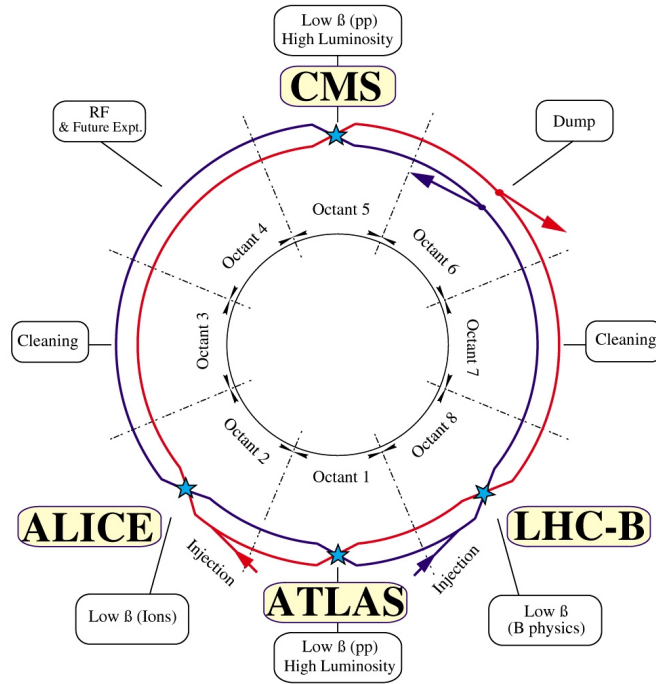 Low ß (pp)
High Luminosity
CMS
RF
& Future Expt.
Dump
Octant 5
Octant 4
Octant 6
Cleaning
Octant 3
Octant 7
Cleaning
Octant 2
Octant 8
Octant 1
ALICE
LHC-B
Injection
Injection
ATLAS
Low ß (Ions)
Low ß
(B physics)
Low ß (pp)
High Luminosity